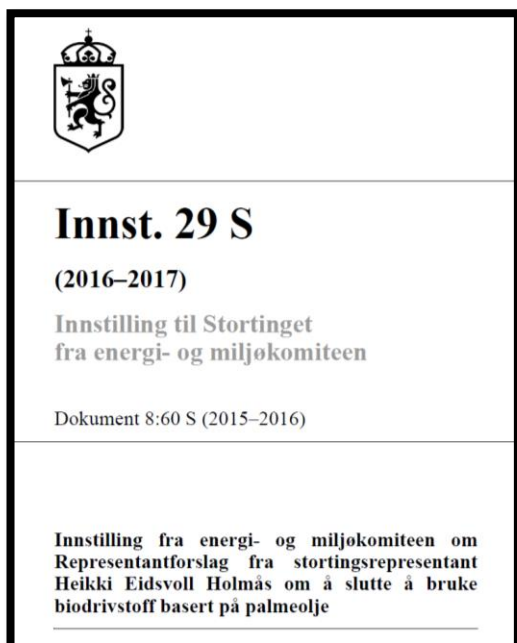 Innst. 29 S
(2016–2017)
Innstilling til Stortinget
fra energi- og miljøkomiteen
Dokument 8:60 S (2015–2016)
Innstilling fra energi- og miljøkomiteen om
Representantforslag fra stortingsrepresentant
Heikki Eidsvoll Holmås om å slutte å bruke
biodrivstoff basert på palmeolje